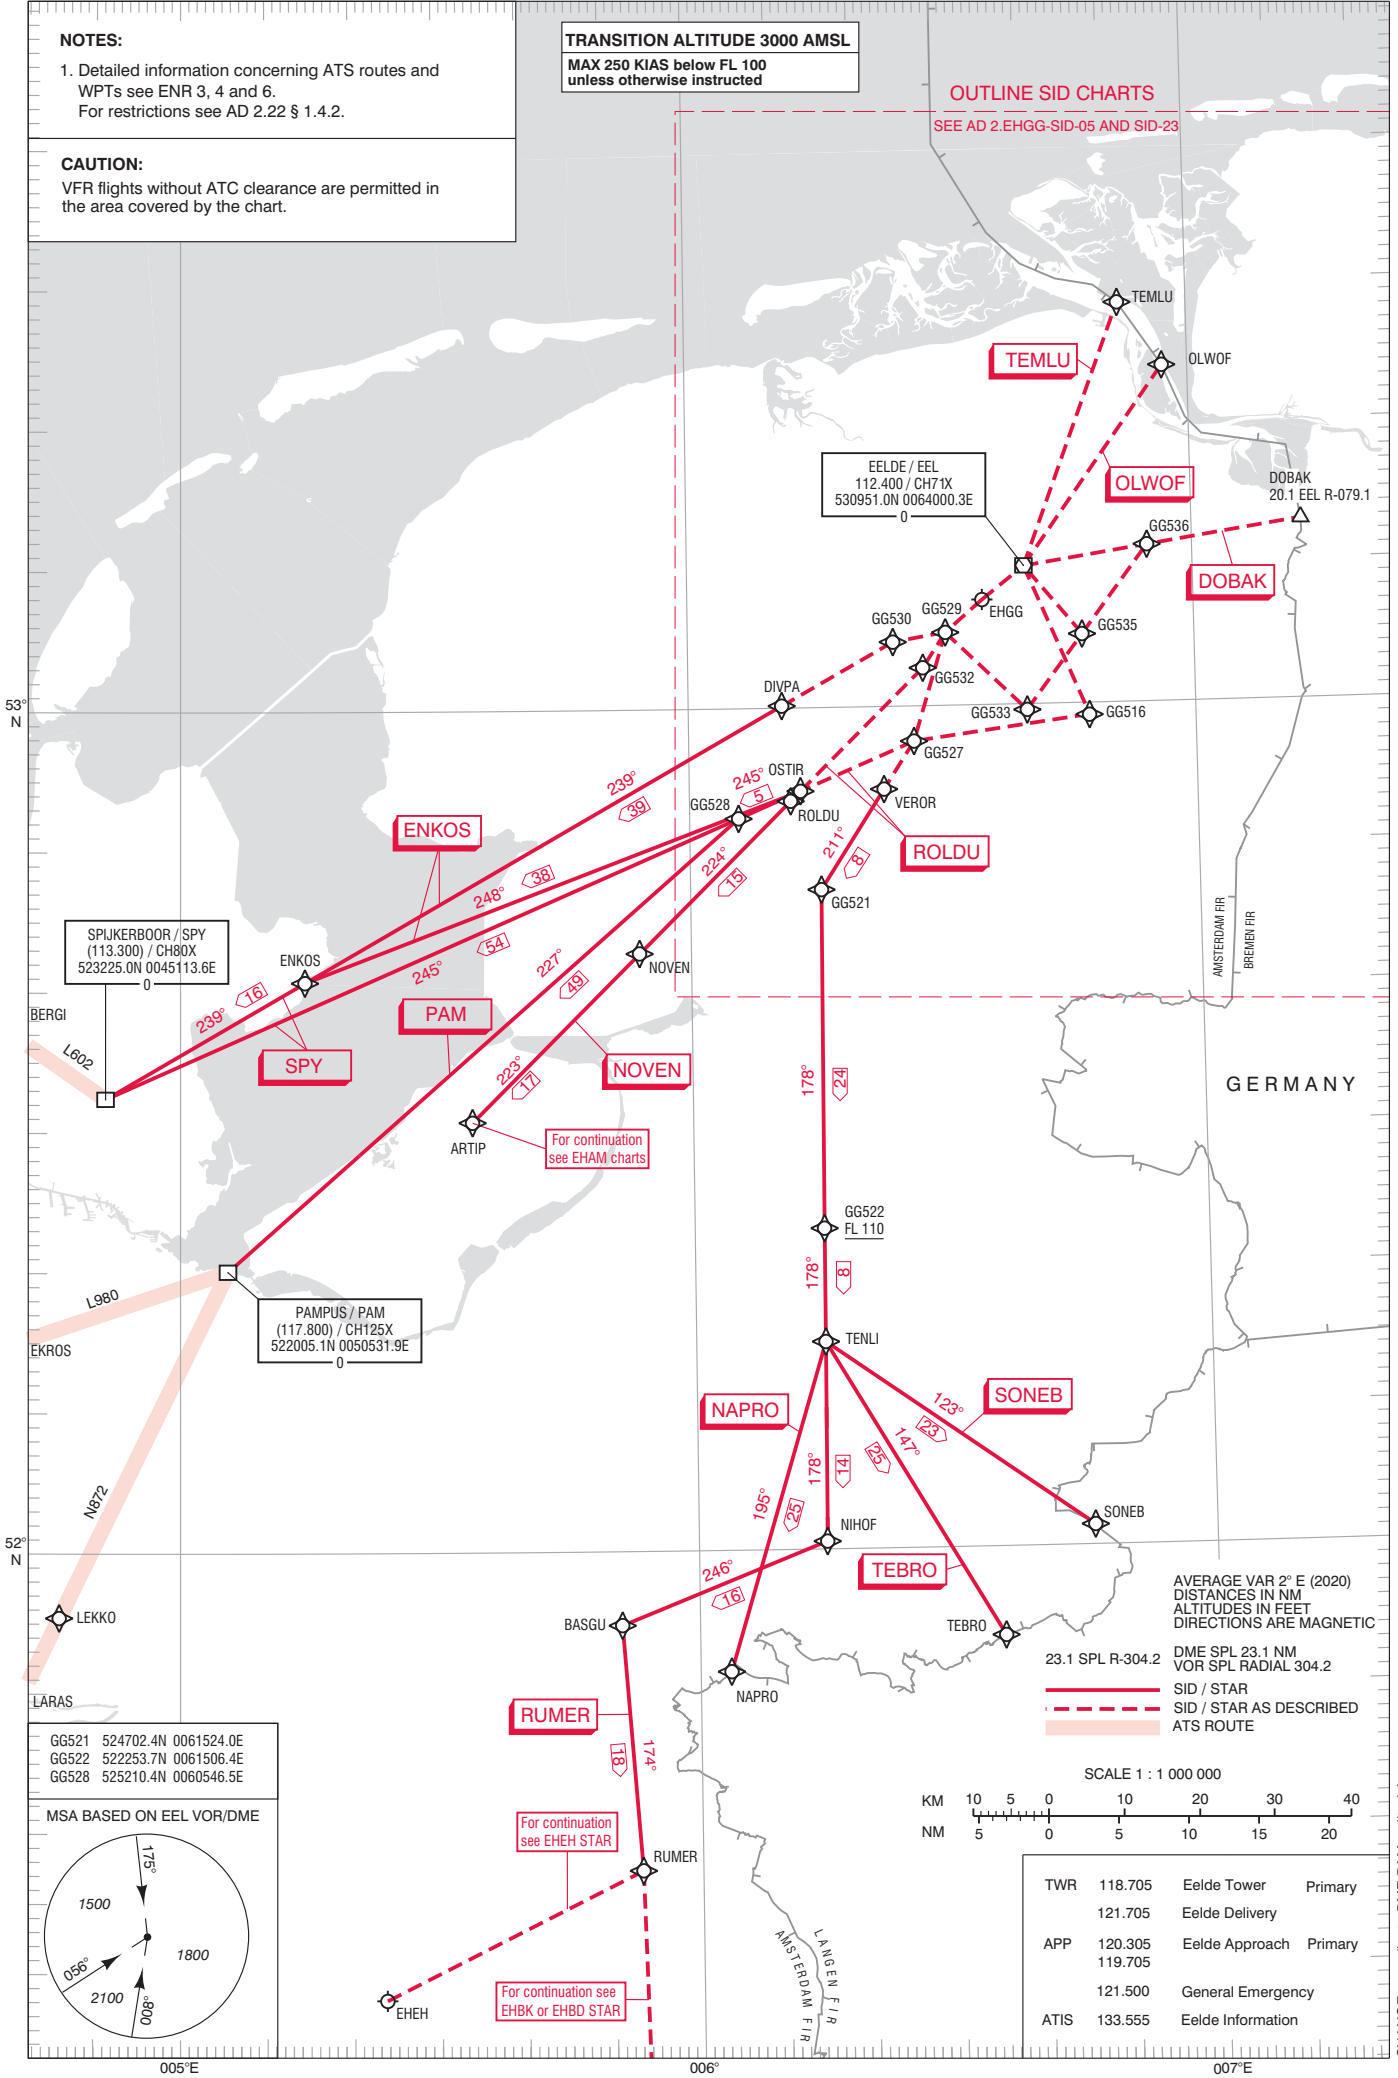 NOTES:
1. Detailed information concerning ATS routes and
WPTs see ENR 3, 4 and 6.
For restrictions see AD 2.22 § 1.4.2.
CAUTION:
VFR flights without ATC clearance are permitted in
the area covered by the chart.
TRANSITION ALTITUDE 3000 AMSL
MAX 250 KIAS below FL 100
unless otherwise instructed
OUTLINE SID CHARTS
SEE AD 2.EHGG-SID-05 AND SID-23
TEMLU
TEMLU
OLWOF
EELDE / EEL
112.400 / CH71X
530951.0N 0064000.3E
0
OLWOF
DOBAK
20.1 EEL R-079.1
GG536
DOBAK
EHGG
GG529
GG530
GG535
GG532
DIVPA
53°
N
GG533
GG516
GG527
OSTIR
245°
5
239°
39
GG528
ROLDU
VEROR
ENKOS
211°
8
ROLDU
224°
15
248°
38
GG521
SPIJKERBOOR / SPY
(113.300) / CH80X
523225.0N 0045113.6E
0
54
245°
ENKOS
227°
49
NOVEN
AMSTERDAM FIR
BREMEN FIR
16
239°
BERGI
L602
PAM
SPY
NOVEN
223°
17
178°
24
GERMANY
ARTIP
For continuation
see EHAM charts
GG522
FL 110
178°
8
L980
EKROS
PAMPUS / PAM
(117.800) / CH125X
522005.1N 0050531.9E
0
TENLI
NAPRO
SONEB
123°
23
147°
25
178°
14
195°
25
N872
SONEB
NIHOF
52°
N
246°
16
TEBRO
LEKKO
BASGU
TEBRO
NAPRO
LARAS
AVERAGE VAR 2° E (2020)
DISTANCES IN NM
ALTITUDES IN FEET
DIRECTIONS ARE MAGNETIC
23.1 SPL R-304.2
DME SPL 23.1 NM
VOR SPL RADIAL 304.2
SID / STAR
SID / STAR AS DESCRIBED
ATS ROUTE
RUMER
18
174°
GG521 524702.4N 0061524.0E
GG522 522253.7N 0061506.4E
GG528 525210.4N 0060546.5E
SCALE 1 : 1 000 000
KM 10 5 0 10 20 30 40
NM 5 0 5 10 15 20
MSA BASED ON EEL VOR/DME
175°
1500
1800
056°
2100
008°
For continuation
see EHEH STAR
RUMER
For continuation see
EHBK or EHBD STAR
EHEH
LANGEN FIR
AMSTERDAM FIR
TWR 118.705 Eelde Tower Primary
121.705 Eelde Delivery
APP 120.305 Eelde Approach Primary
119.705
121.500 General Emergency
ATIS 133.555 Eelde Information
005°E
006°
007°E